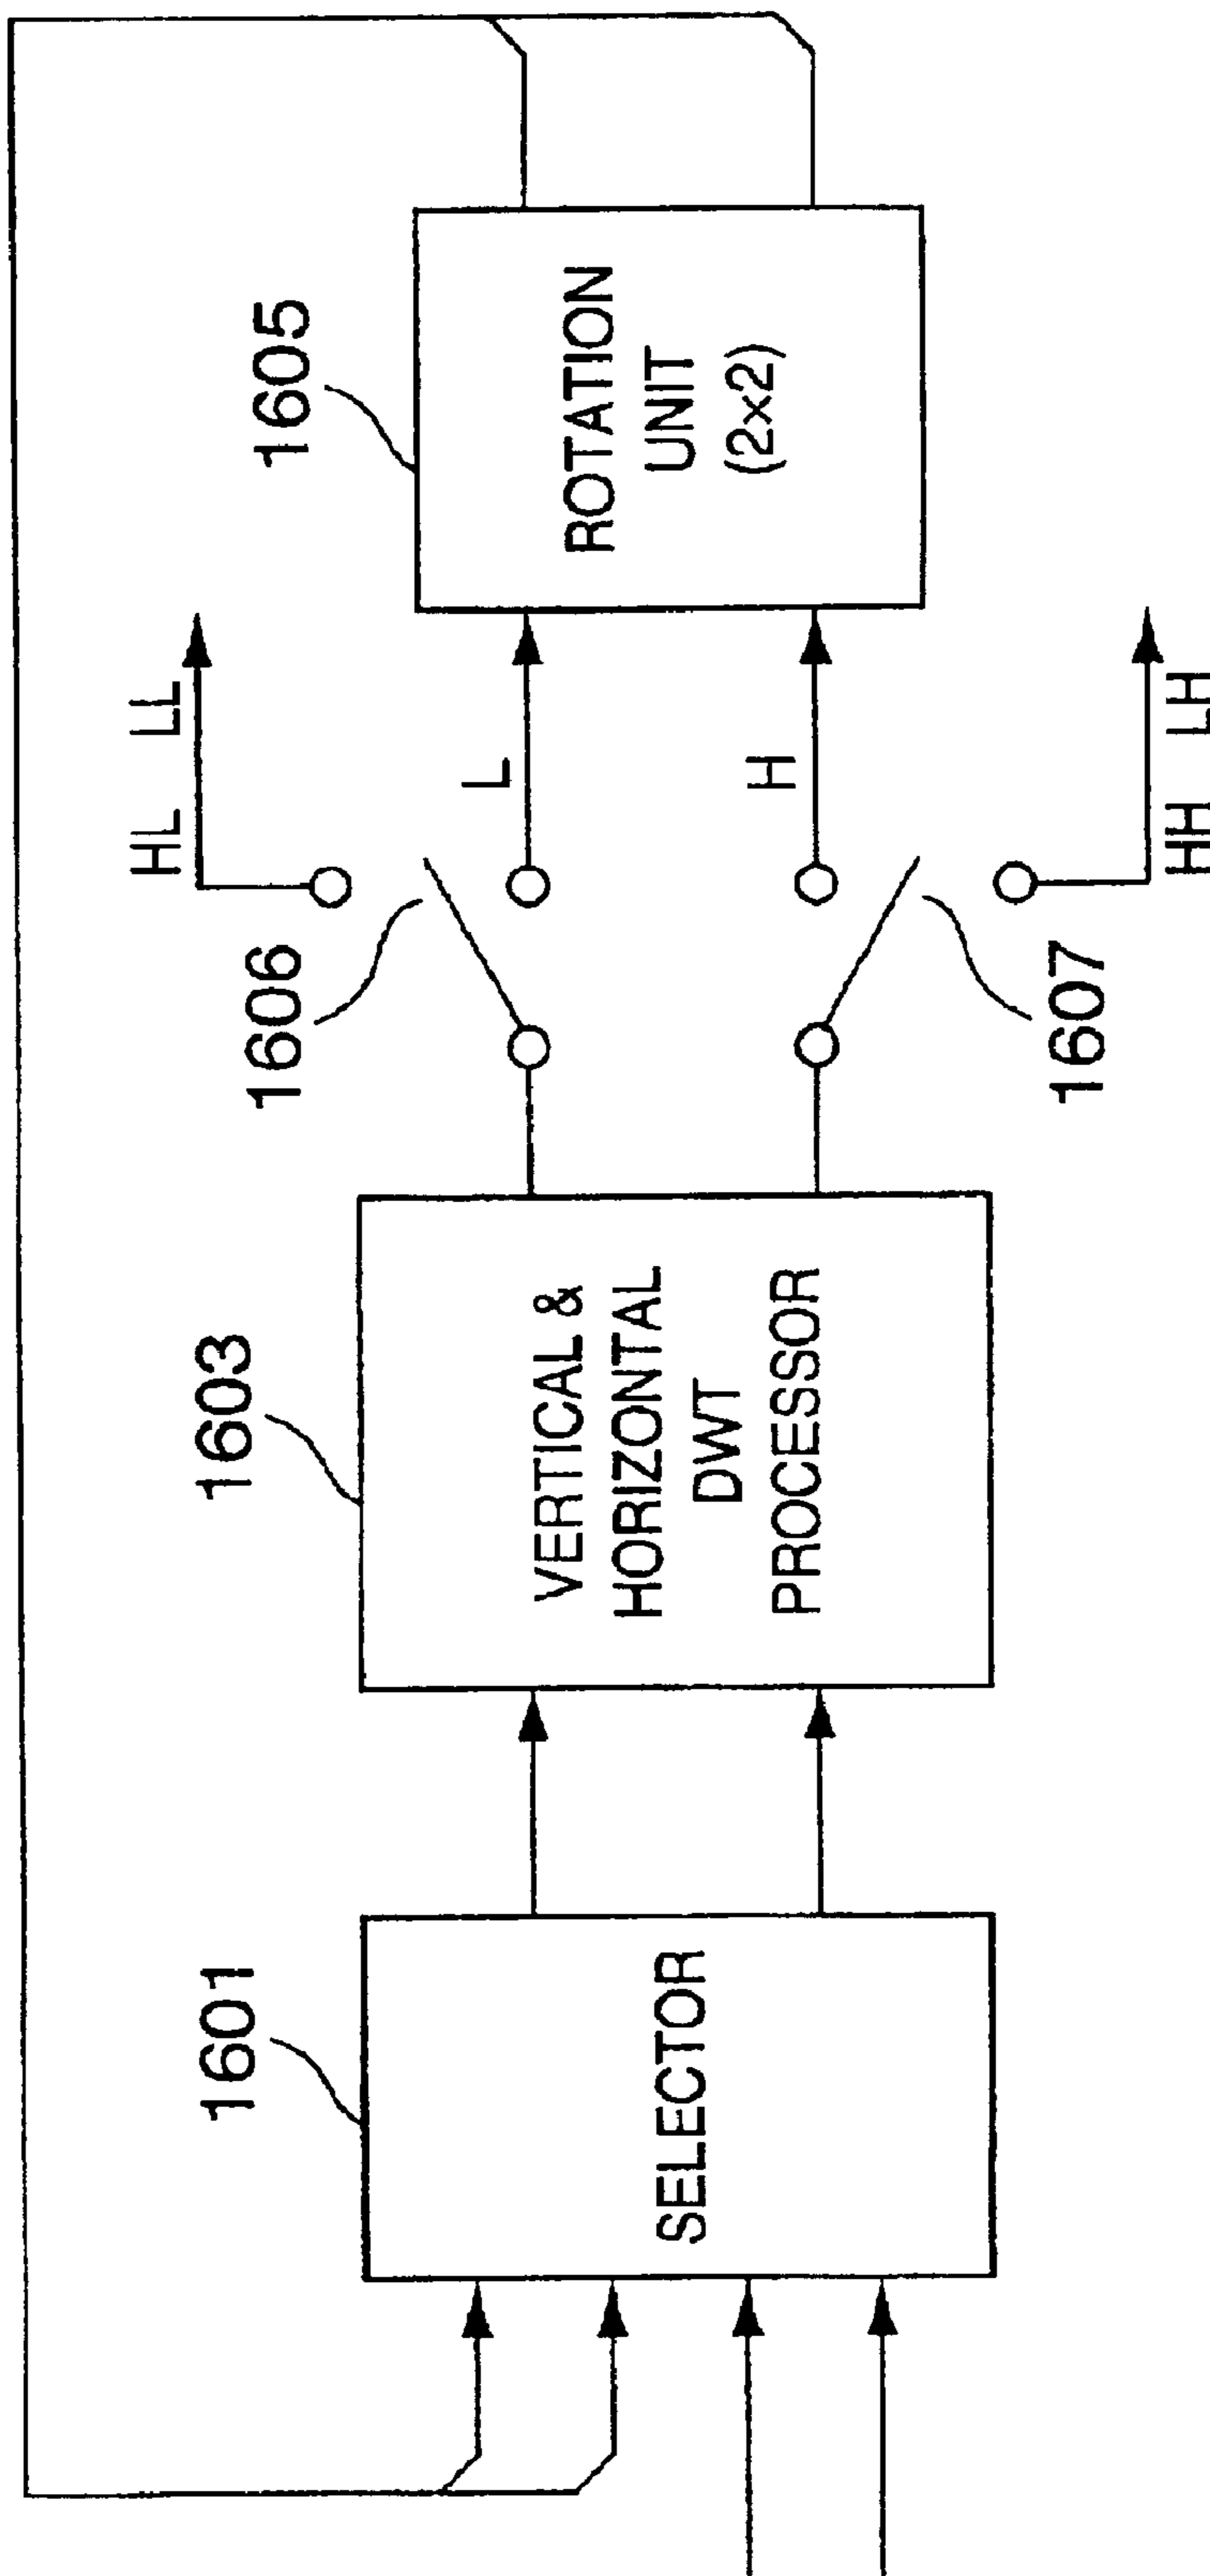 1601
SELECTOR
1603
VERTICAL &
HORIZONTAL
DWT
PROCESSOR
1606
1607
HL LL
L
H
HH LH
1605
ROTATION
UNIT
(2×2)